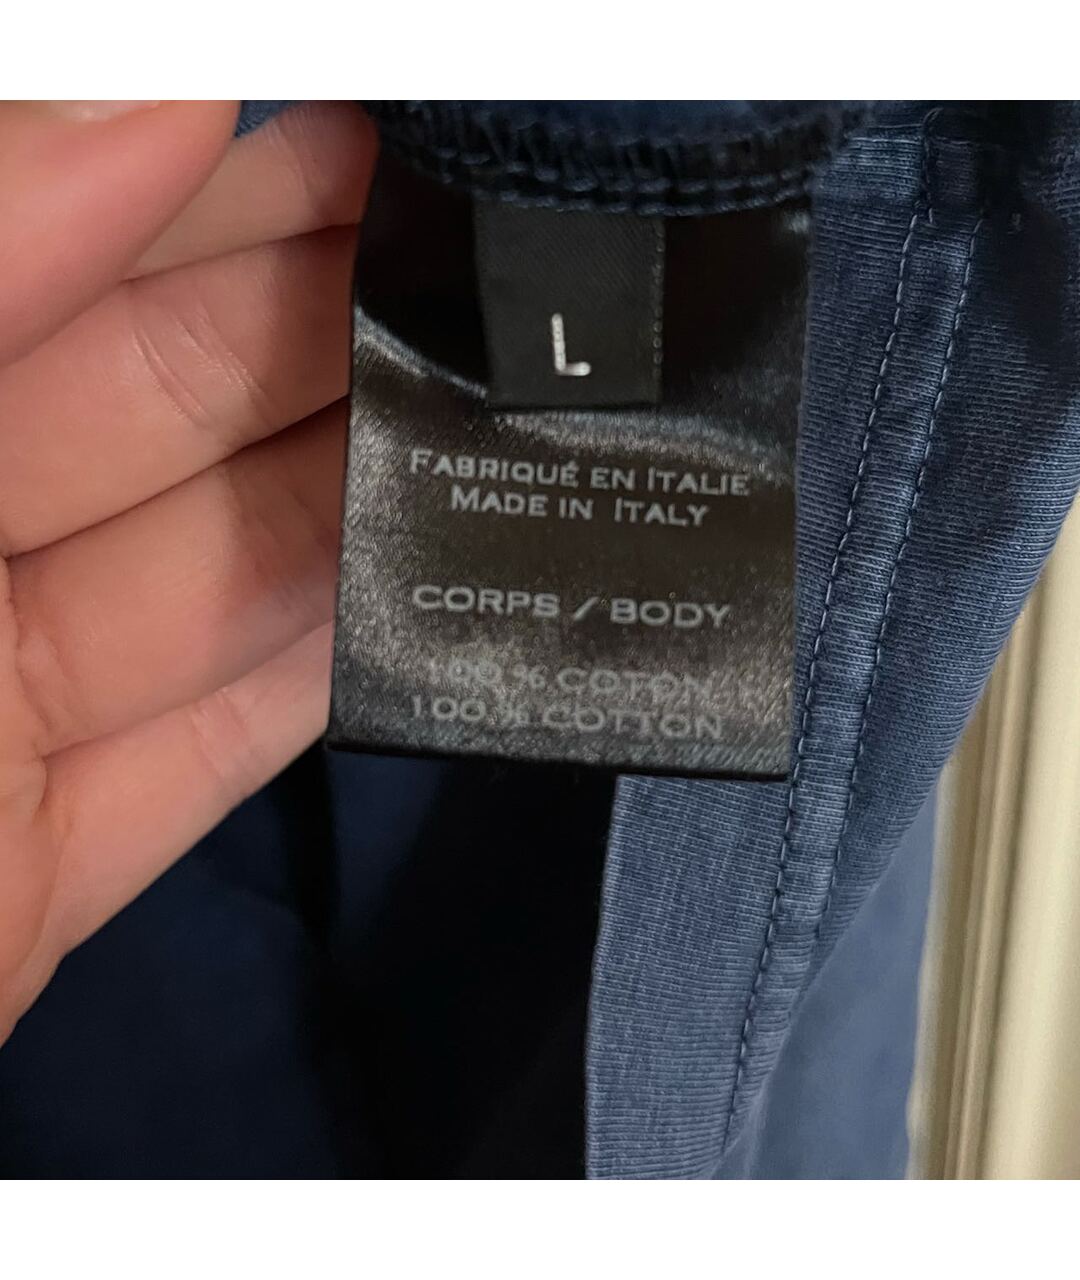 L
FABRIQUÉ EN ITALIE
MADE IN ITALY
CORPS / BODY
100 % COTON
100 % COTTON